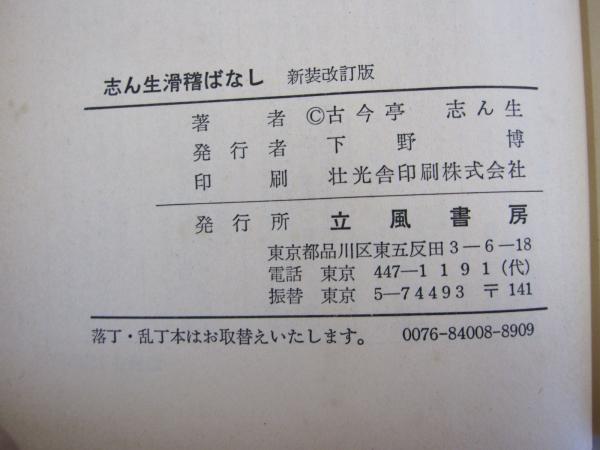 志ん生滑稽ばなし 新装改訂版
著者 ©古今亭 志ん生
発行者 下野博
印刷 壮光舎印刷株式会社
発行所 立風書房
東京都品川区東五反田3-6-18
電話 東京 447-1191(代)
振替 東京 5-74493 〒141
落丁・乱丁本はお取替えいたします。 0076-84008-8909